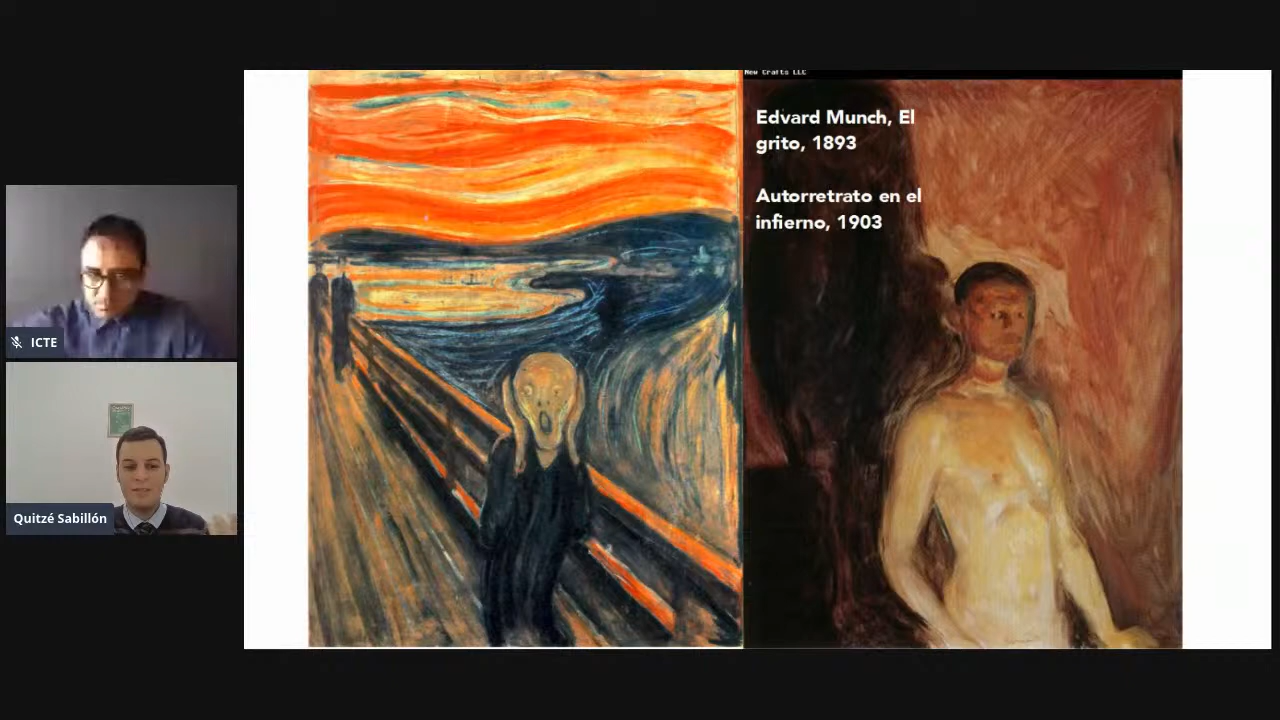 New Crafts LLC
Edvard Munch, El
grito, 1893
Autorretrato en el
infierno, 1903
ICTE
Quitzé Sabillón